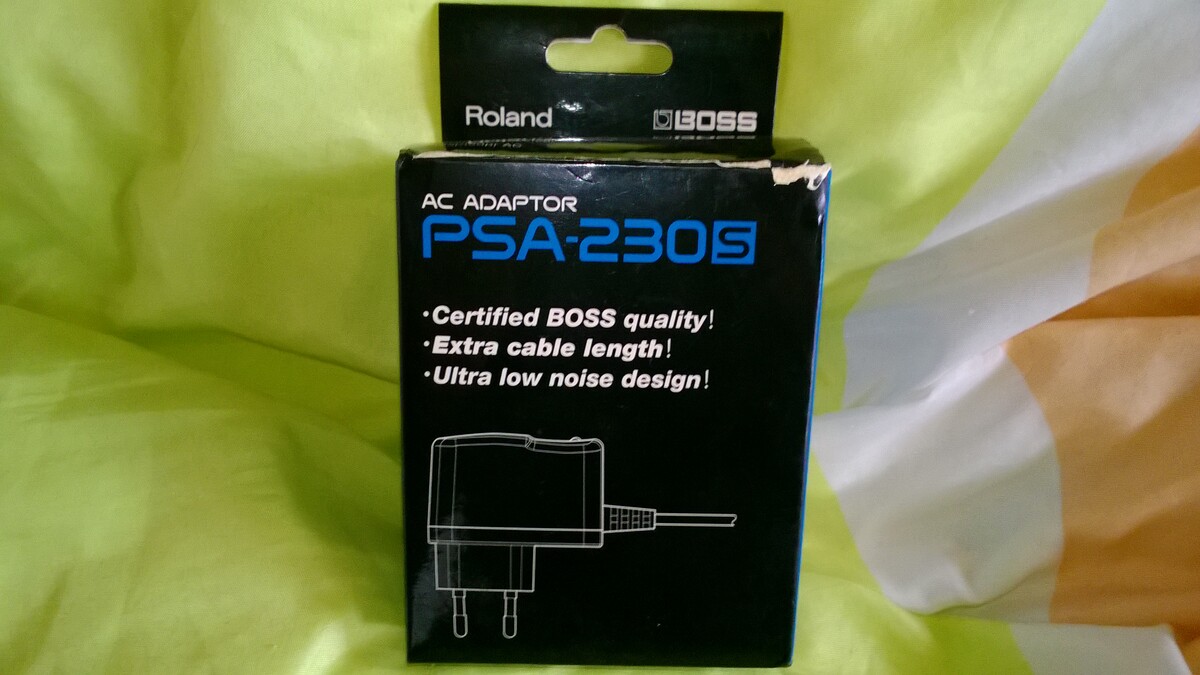 Roland BOSS
AC ADAPTOR
PSA-230S
·Certified BOSS quality!
·Extra cable length!
·Ultra low noise design!